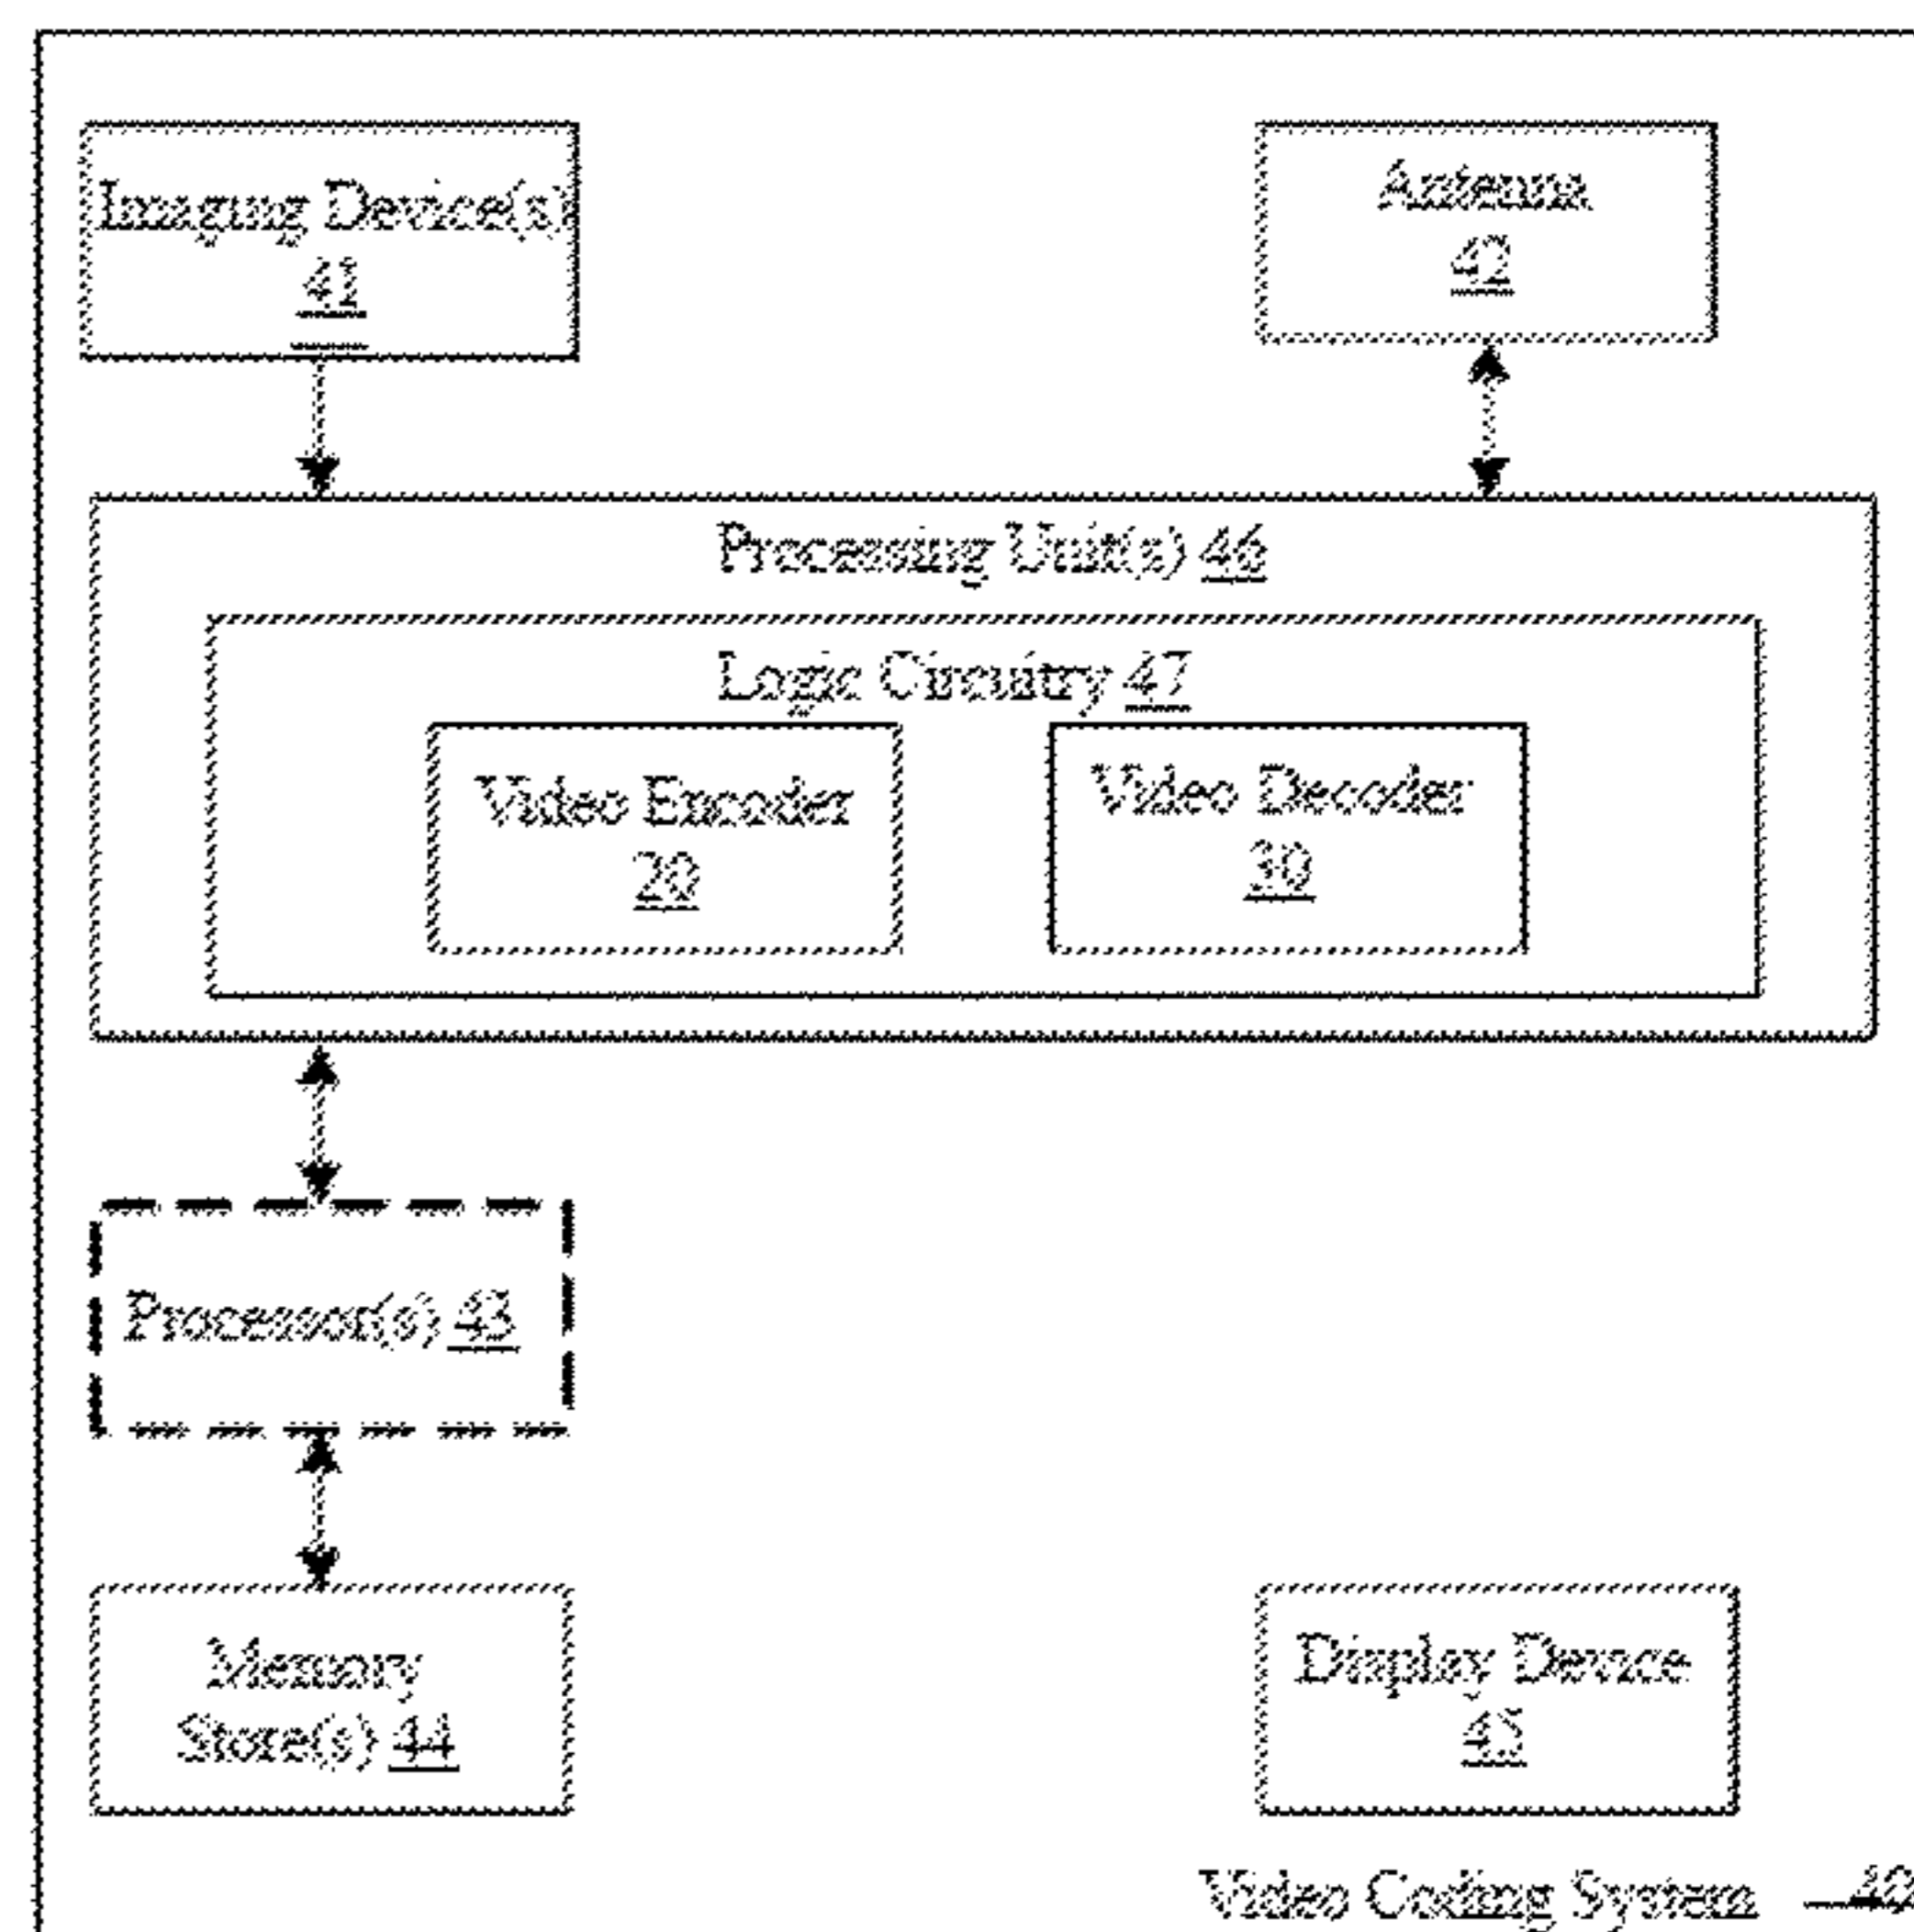 Imaging Device(s)
41
Antenna
42
Processing Unit(s) 46
Logic Circuitry 47
Video Encoder
20
Video Decoder
30
Processor(s) 43
Memory
Store(s) 44
Display Device
45
Video Coding System 40